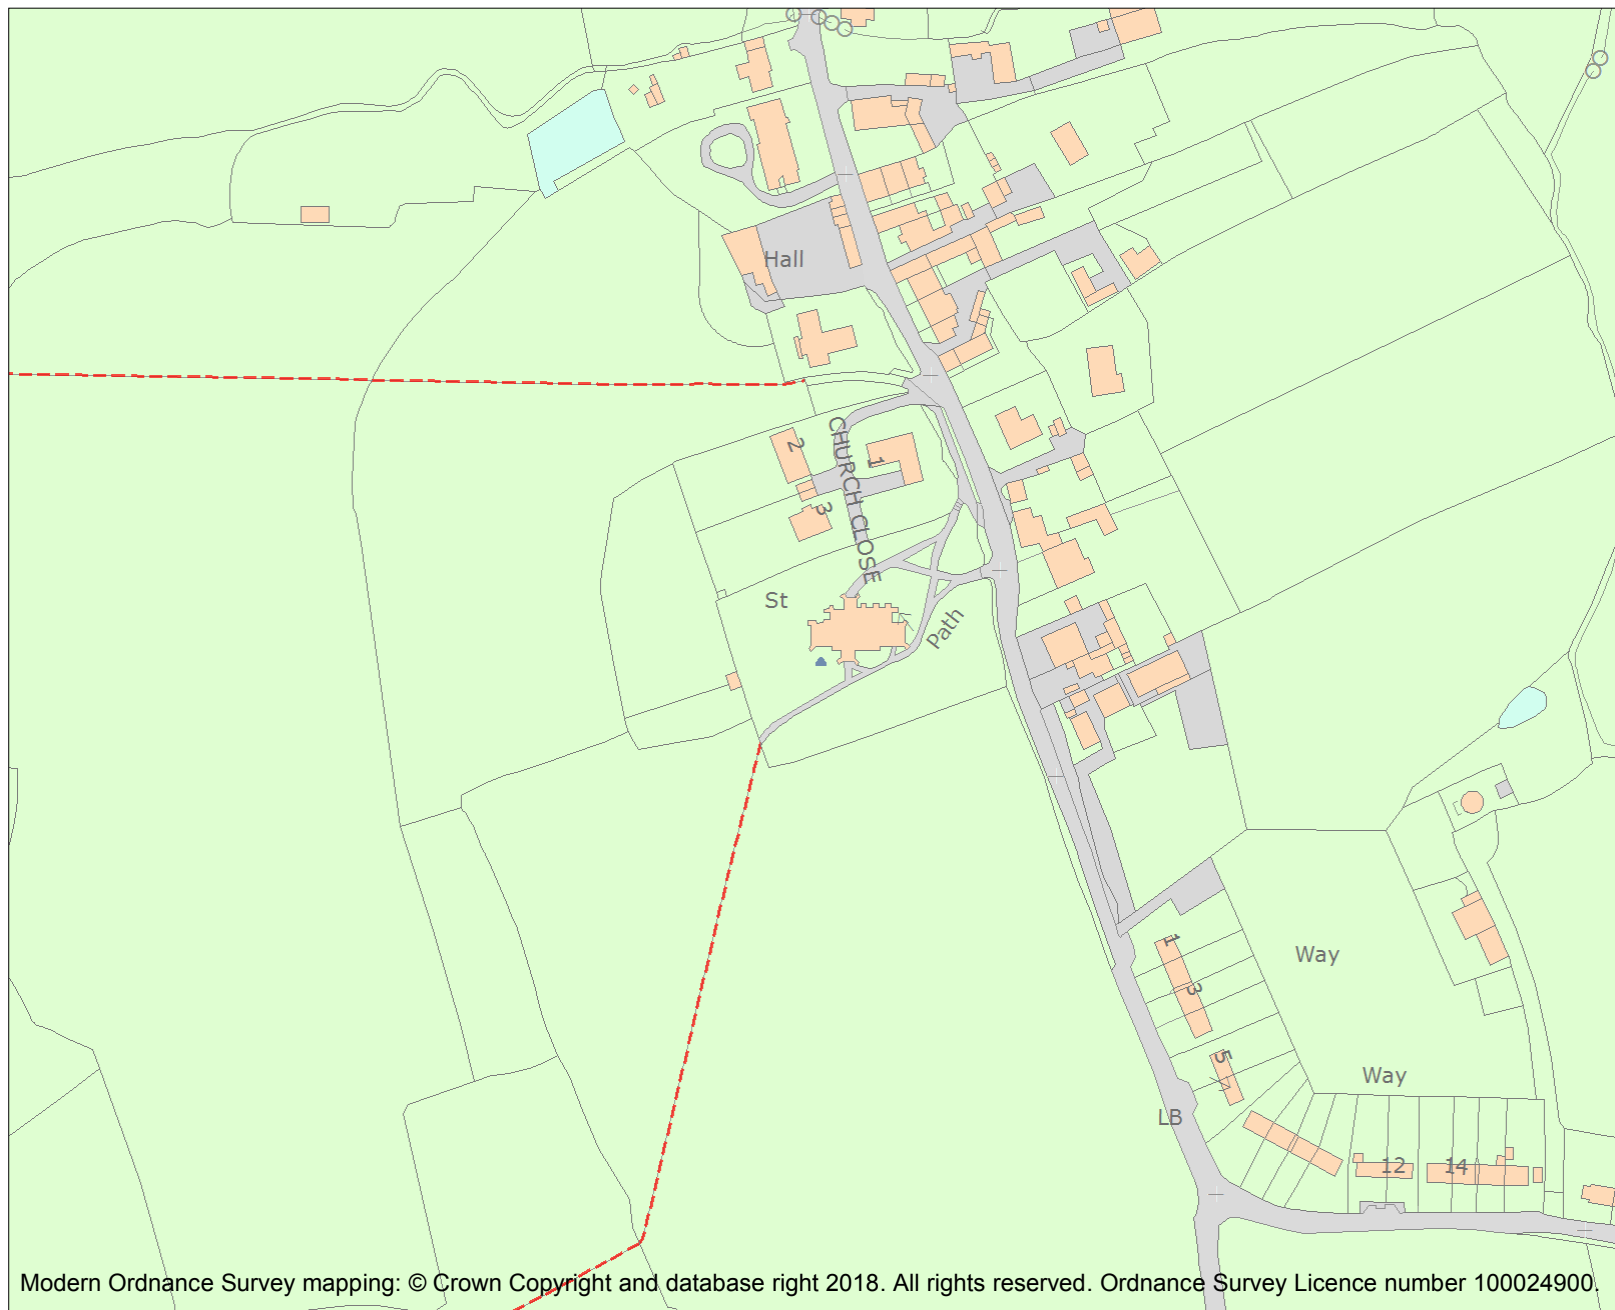 Hall
CHURCH CLOSE
2
1
3
St
Path
Way
1
3
Way
5
7
LB
12
14
Modern Ordnance Survey mapping: © Crown Copyright and database right 2018. All rights reserved. Ordnance Survey Licence number 100024900.